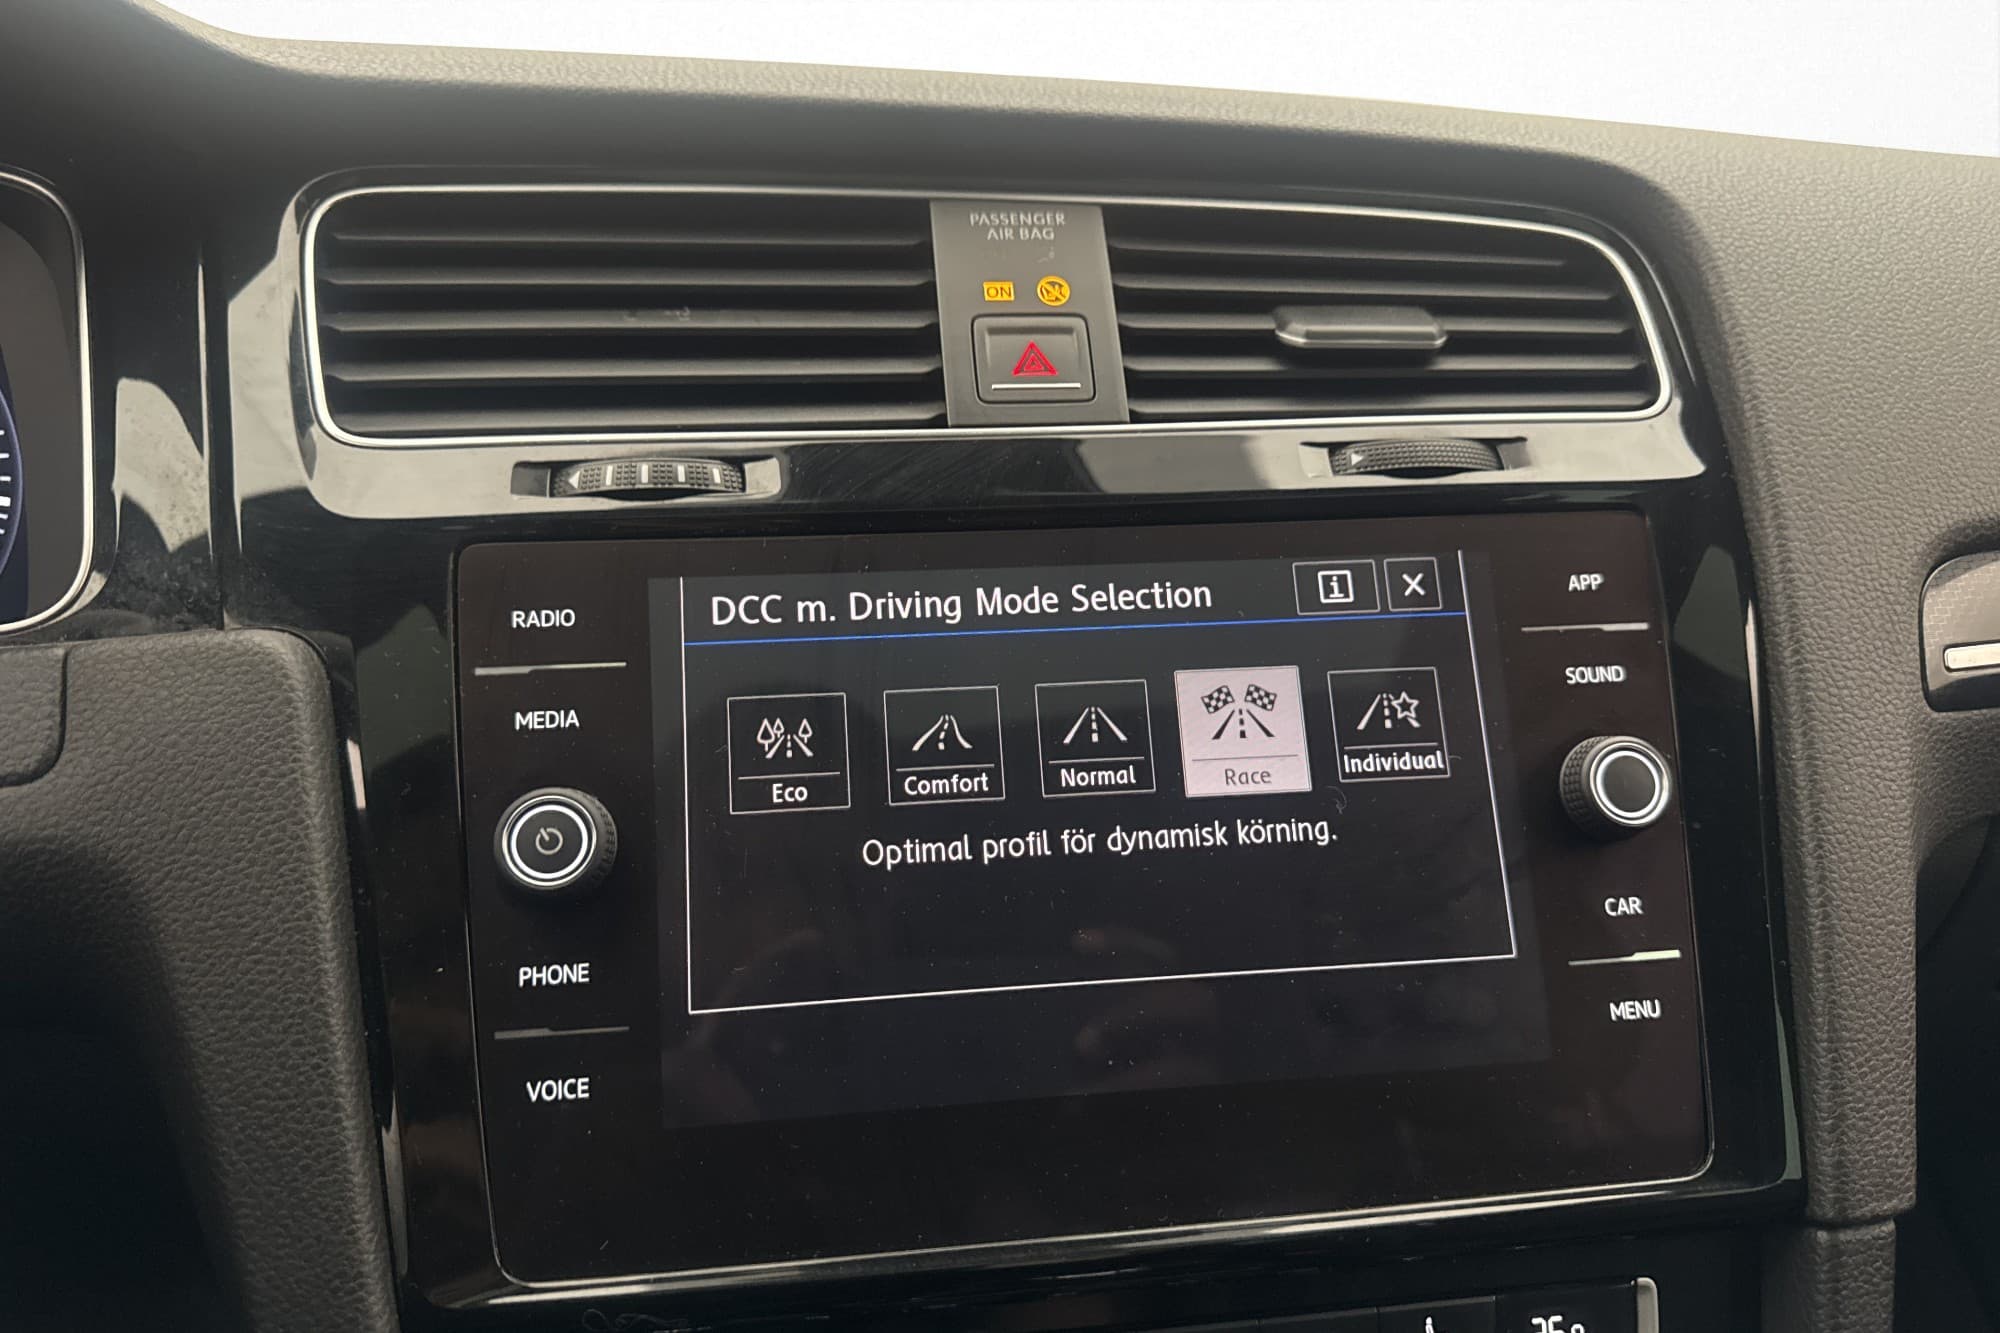 PASSENGER
AIR BAG
ON
RADIO
MEDIA
PHONE
VOICE
DCC m. Driving Mode Selection
i
X
Eco
Comfort
Normal
Race
Individual
Optimal profil för dynamisk körning.
APP
SOUND
CAR
MENU